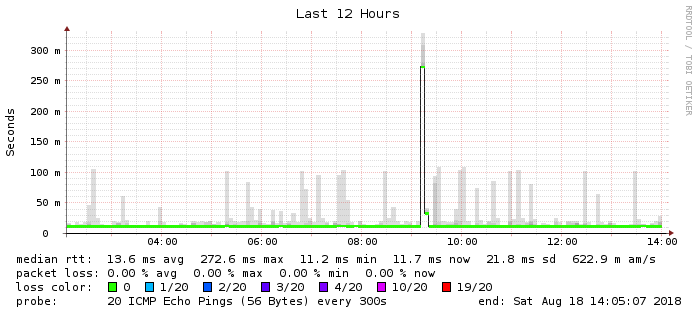 Last 12 Hours
RRDTOOL / TOBI OETIKER
Seconds
300 m
250 m
200 m
150 m
100 m
50 m
0
04:00 06:00 08:00 10:00 12:00 14:00
median rtt: 13.6 ms avg 272.6 ms max 11.2 ms min 11.7 ms now 21.8 ms sd 622.9 m am/s
packet loss: 0.00 % avg 0.00 % max 0.00 % min 0.00 % now
loss color: 0 1/20 2/20 3/20 4/20 10/20 19/20
probe: 20 ICMP Echo Pings (56 Bytes) every 300s end: Sat Aug 18 14:05:07 2018